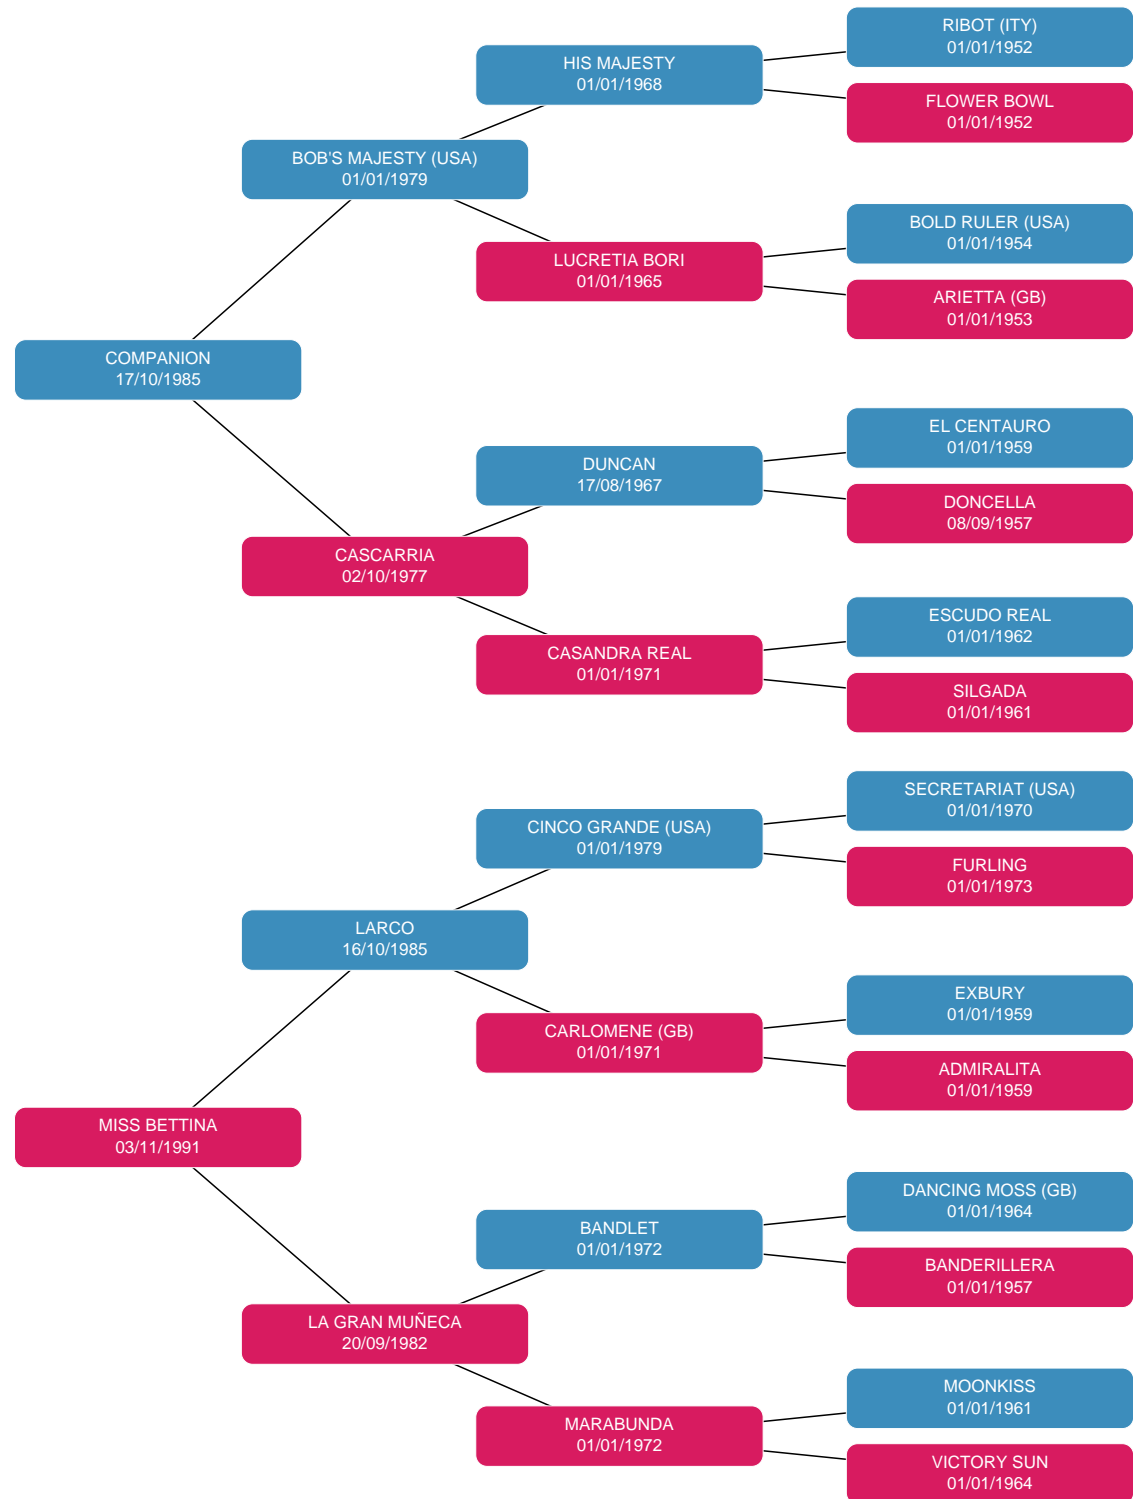 RIBOT (ITY)
01/01/1952
HIS MAJESTY
01/01/1968
FLOWER BOWL
01/01/1952
BOB'S MAJESTY (USA)
01/01/1979
BOLD RULER (USA)
01/01/1954
LUCRETIA BORI
01/01/1965
ARIETTA (GB)
01/01/1953
COMPANION
17/10/1985
EL CENTAURO
01/01/1959
DUNCAN
17/08/1967
DONCELLA
08/09/1957
CASCARRIA
02/10/1977
ESCUDO REAL
01/01/1962
CASANDRA REAL
01/01/1971
SILGADA
01/01/1961
SECRETARIAT (USA)
01/01/1970
CINCO GRANDE (USA)
01/01/1979
FURLING
01/01/1973
LARCO
16/10/1985
EXBURY
01/01/1959
CARLOMENE (GB)
01/01/1971
ADMIRALITA
01/01/1959
MISS BETTINA
03/11/1991
DANCING MOSS (GB)
01/01/1964
BANDLET
01/01/1972
BANDERILLERA
01/01/1957
LA GRAN MUÑECA
20/09/1982
MOONKISS
01/01/1961
MARABUNDA
01/01/1972
VICTORY SUN
01/01/1964